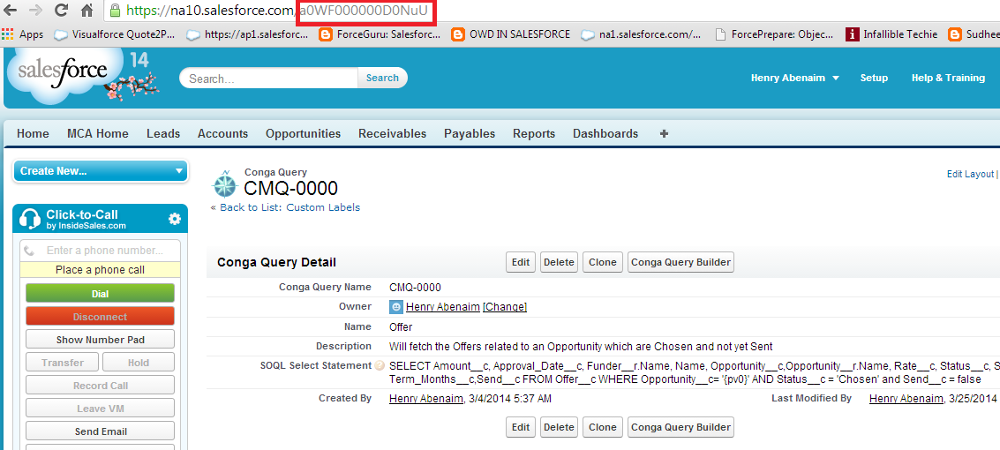 https://na10.salesforce.com/a0WF000000D0NuU
Apps Visualforce Quote2P... https://ap1.salesforc... ForceGuru: Salesforc... OWD IN SALESFORCE na1.salesforce.com/... ForcePrepare: Objec... Infallible Techie Sudhee
salesforce 14
Search... Search
Henry Abenaim Setup Help & Training
Home MCA Home Leads Accounts Opportunities Receivables Payables Reports Dashboards +
Create New...
Click-to-Call
by InsideSales.com
Enter a phone number...
Place a phone call
Dial
Disconnect
Show Number Pad
Transfer Hold
Record Call
Leave VM
Send Email
Conga Query
CMQ-0000
« Back to List: Custom Labels
Edit Layout |
Conga Query Detail Edit Delete Clone Conga Query Builder
Conga Query Name CMQ-0000
Owner Henry Abenaim [Change]
Name Offer
Description Will fetch the Offers related to an Opportunity which are Chosen and not yet Sent
SOQL Select Statement SELECT Amount__c, Approval_Date__c, Funder__r.Name, Name, Opportunity__c,Opportunity__r.Name, Rate__c, Status__c, S
Term_Months__c,Send__c FROM Offer__c WHERE Opportunity__c= '{pv0}' AND Status__c = 'Chosen' and Send__c = false
Created By Henry Abenaim, 3/4/2014 5:37 AM Last Modified By Henry Abenaim, 3/25/2014
Edit Delete Clone Conga Query Builder